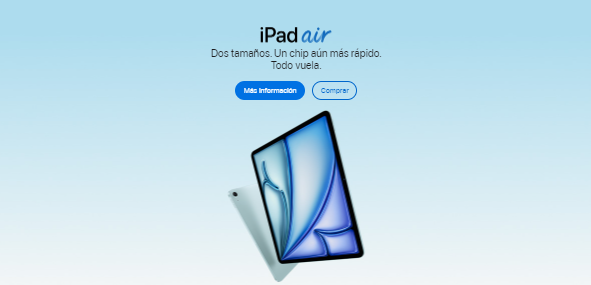 iPad air
Dos tamaños. Un chip aún más rápido.
Todo vuela.
Más información
Comprar